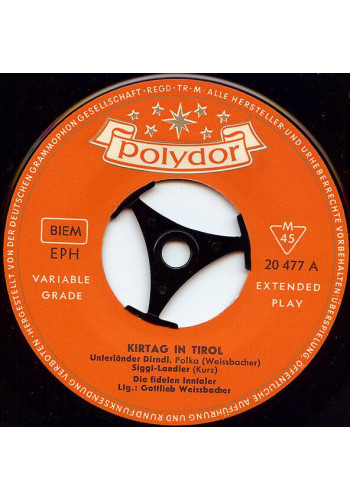 HERGESTELLT VON DER DEUTSCHEN GRAMMOPHON GESELLSCHAFT · REGD · TR · M · ALLE HERSTELLER- UND URHEBERRECHTE VORBEHALTEN!
Polydor
BIEM
EPH
VARIABLE
GRADE
M
45
20 477 A
EXTENDED
PLAY
KIRTAG IN TIROL
Unterländer Dirndl, Polka (Weissbacher)
Siggi-Landler (Kurz)
Die fidelen Inntaler
Ltg.: Gottlieb Weissbacher
ÖFFENTLICHE AUFFÜHRUNG UND RUNDFUNKSENDUNG VERBOTEN